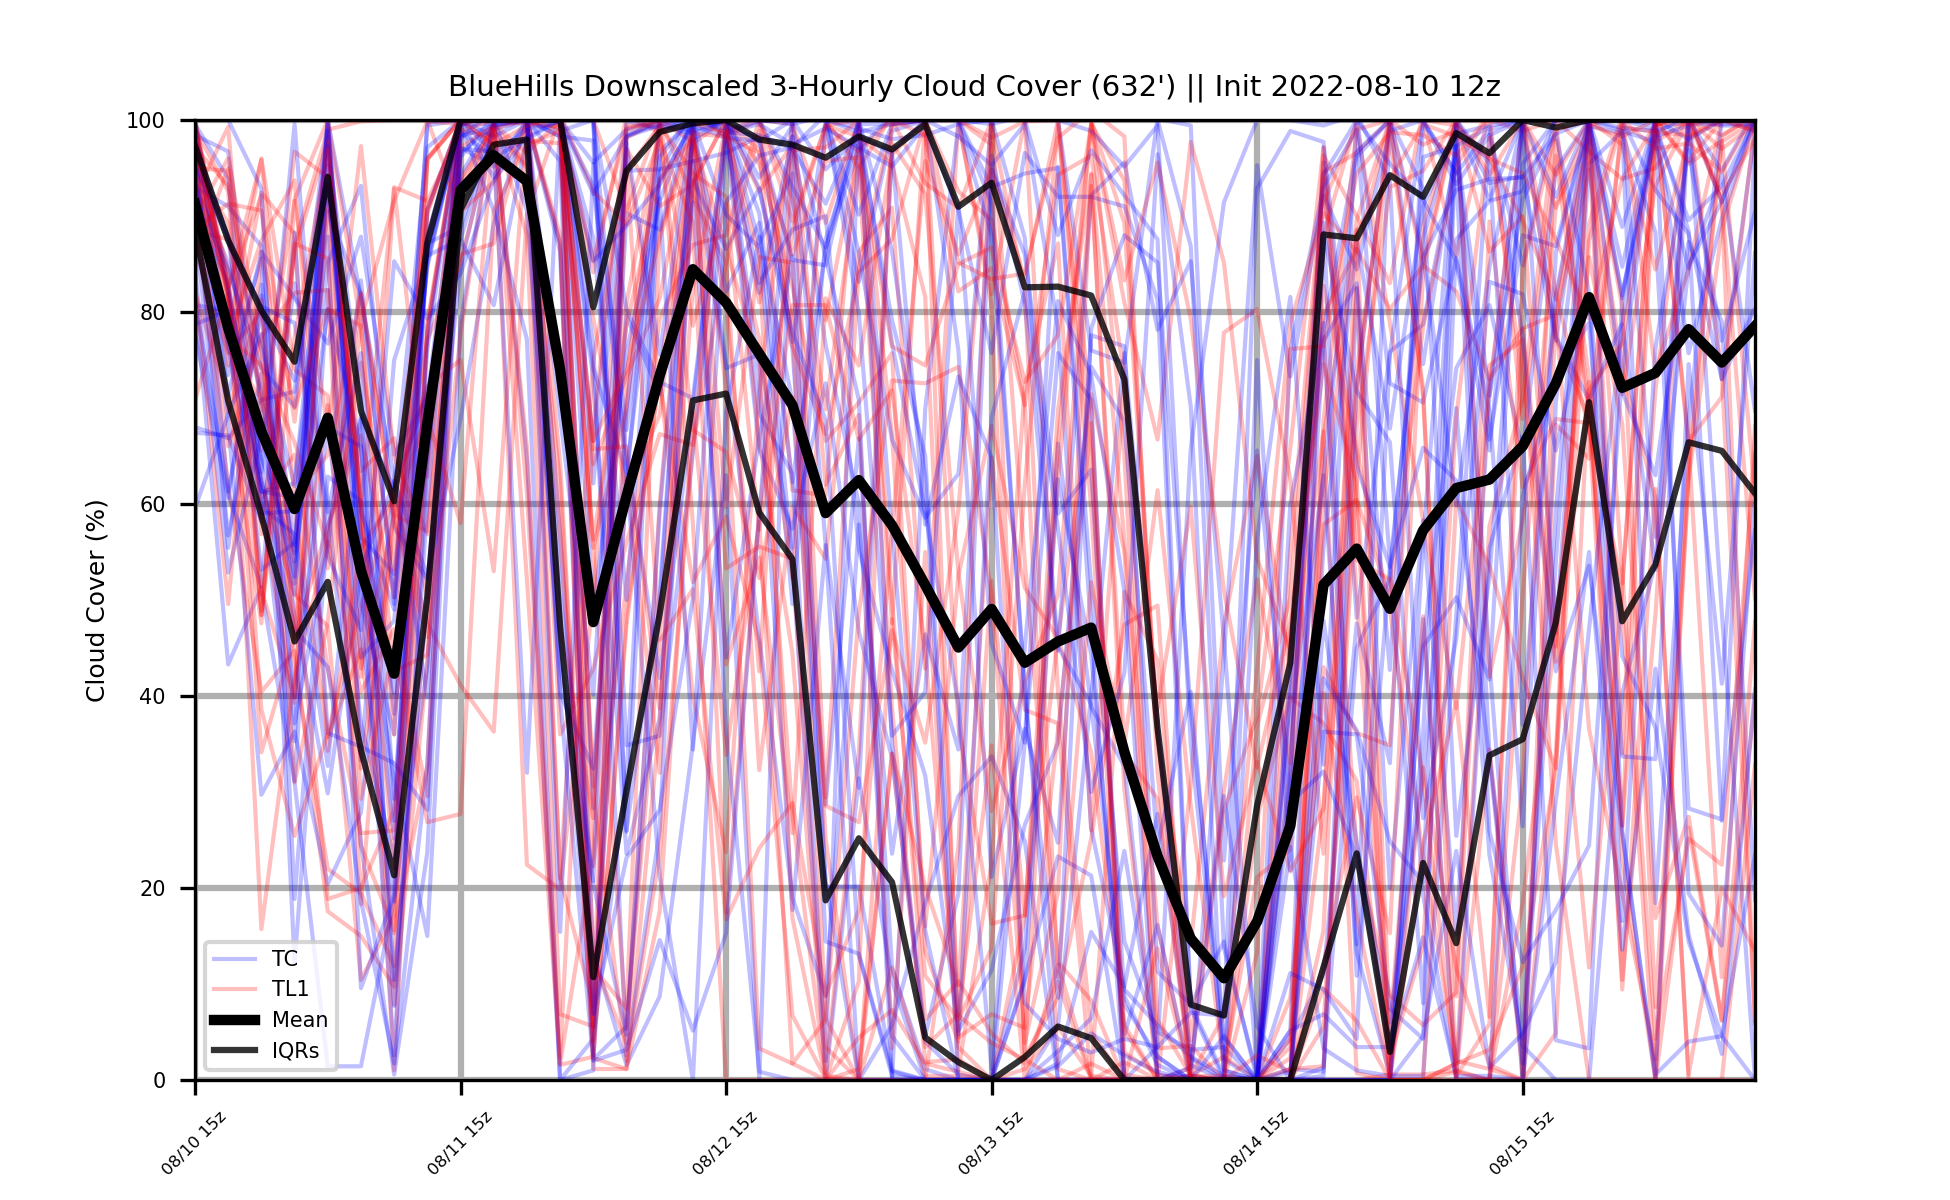 BlueHills Downscaled 3-Hourly Cloud Cover (632') || Init 2022-08-10 12z
Cloud Cover (%)
100
80
60
40
20
0
TC
TL1
Mean
IQRs
08/10 15z
08/11 15z
08/12 15z
08/13 15z
08/14 15z
08/15 15z